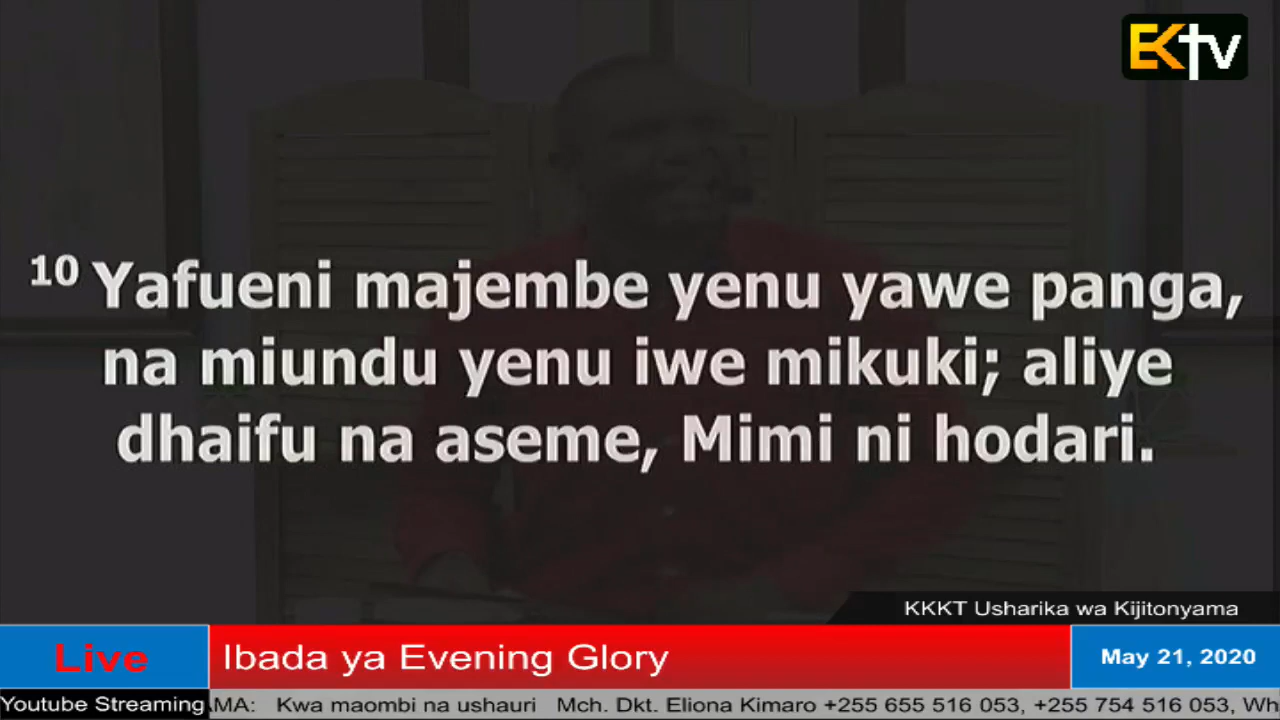 EKTV
10 Yafueni majembe yenu yawe panga,
na miundu yenu iwe mikuki; aliye
dhaifu na aseme, Mimi ni hodari.
KKKT Usharika wa Kijitonyama
Live
Ibada ya Evening Glory
May 21, 2020
Youtube Streaming
MA: Kwa maombi na ushauri Mch. Dkt. Eliona Kimaro +255 655 516 053, +255 754 516 053, Wh